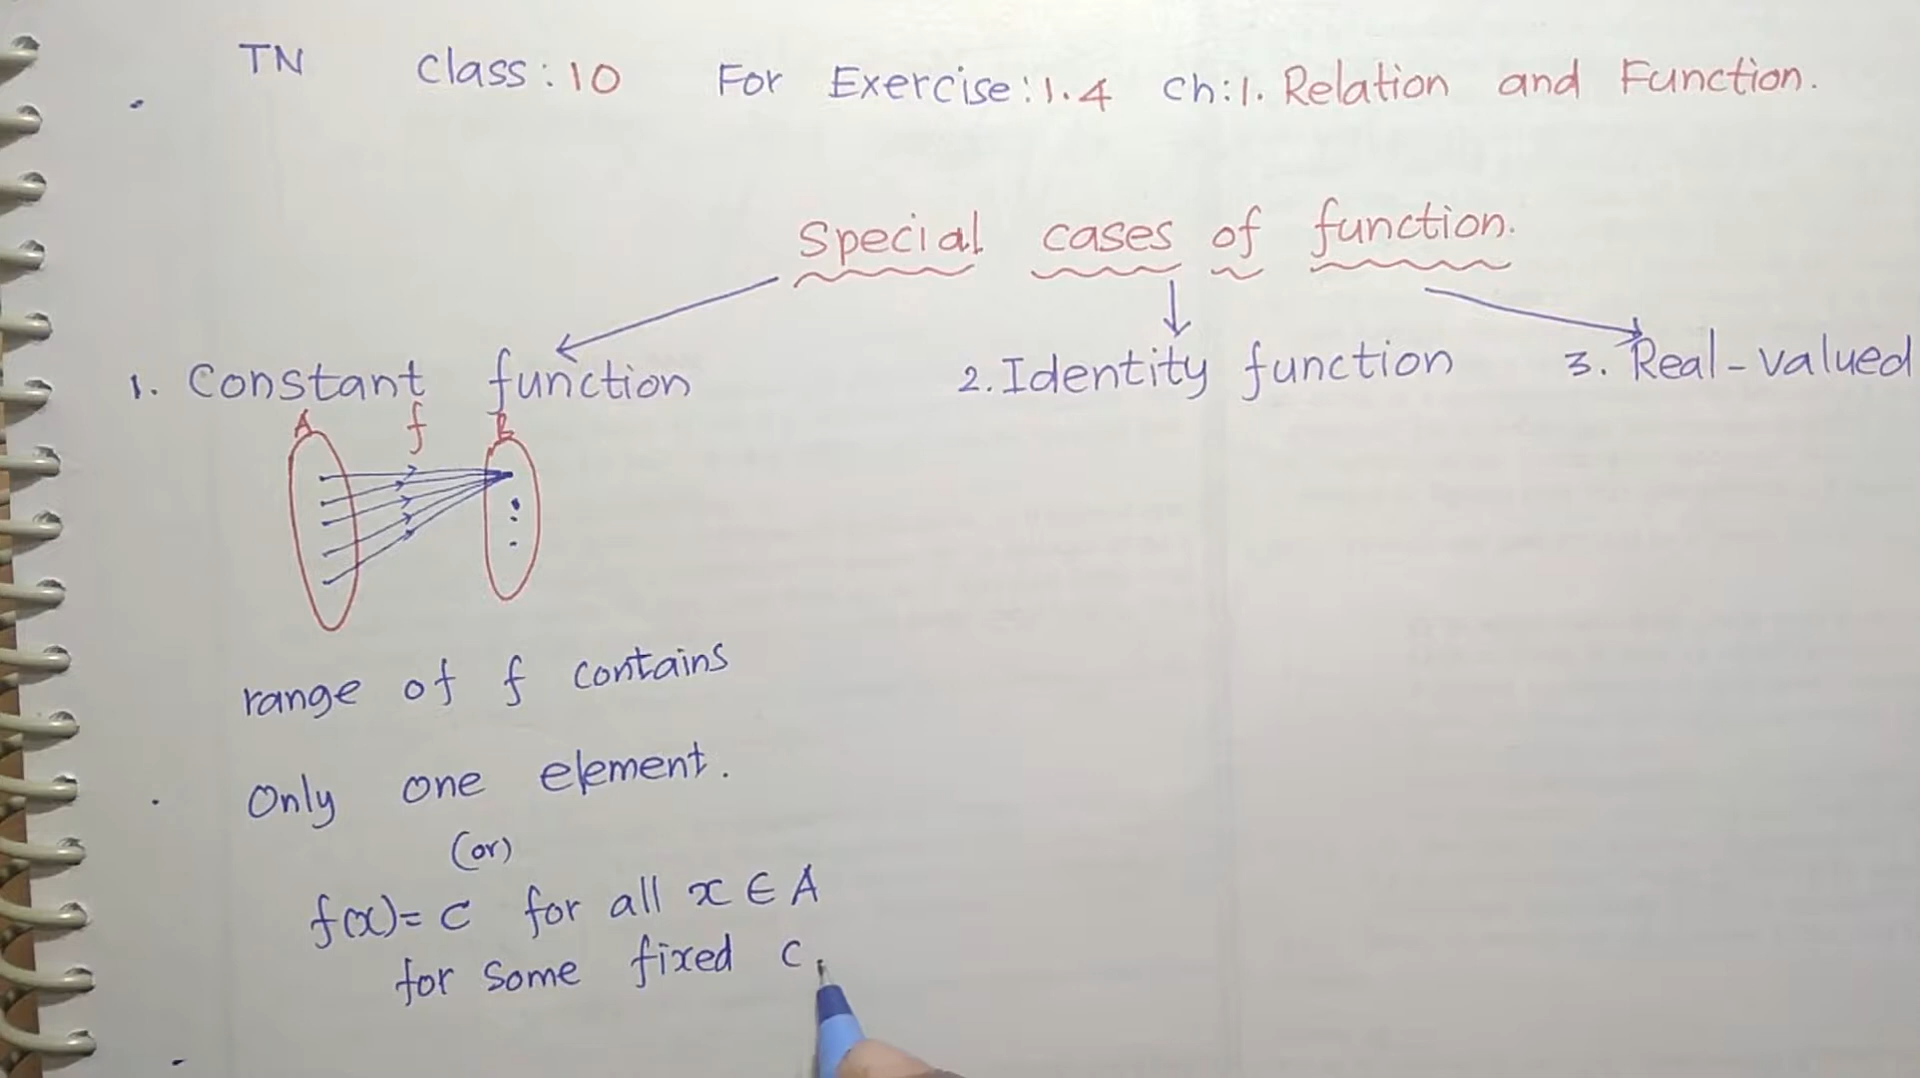 TN Class: 10 For Exercise: 1.4 Ch: 1. Relation and Function.
Special cases of function.
1. Constant function
2. Identity function
3. Real-valued
A f B
range of f contains
Only one element.
(or)
f(x)= C for all x ∈ A
for some fixed C.